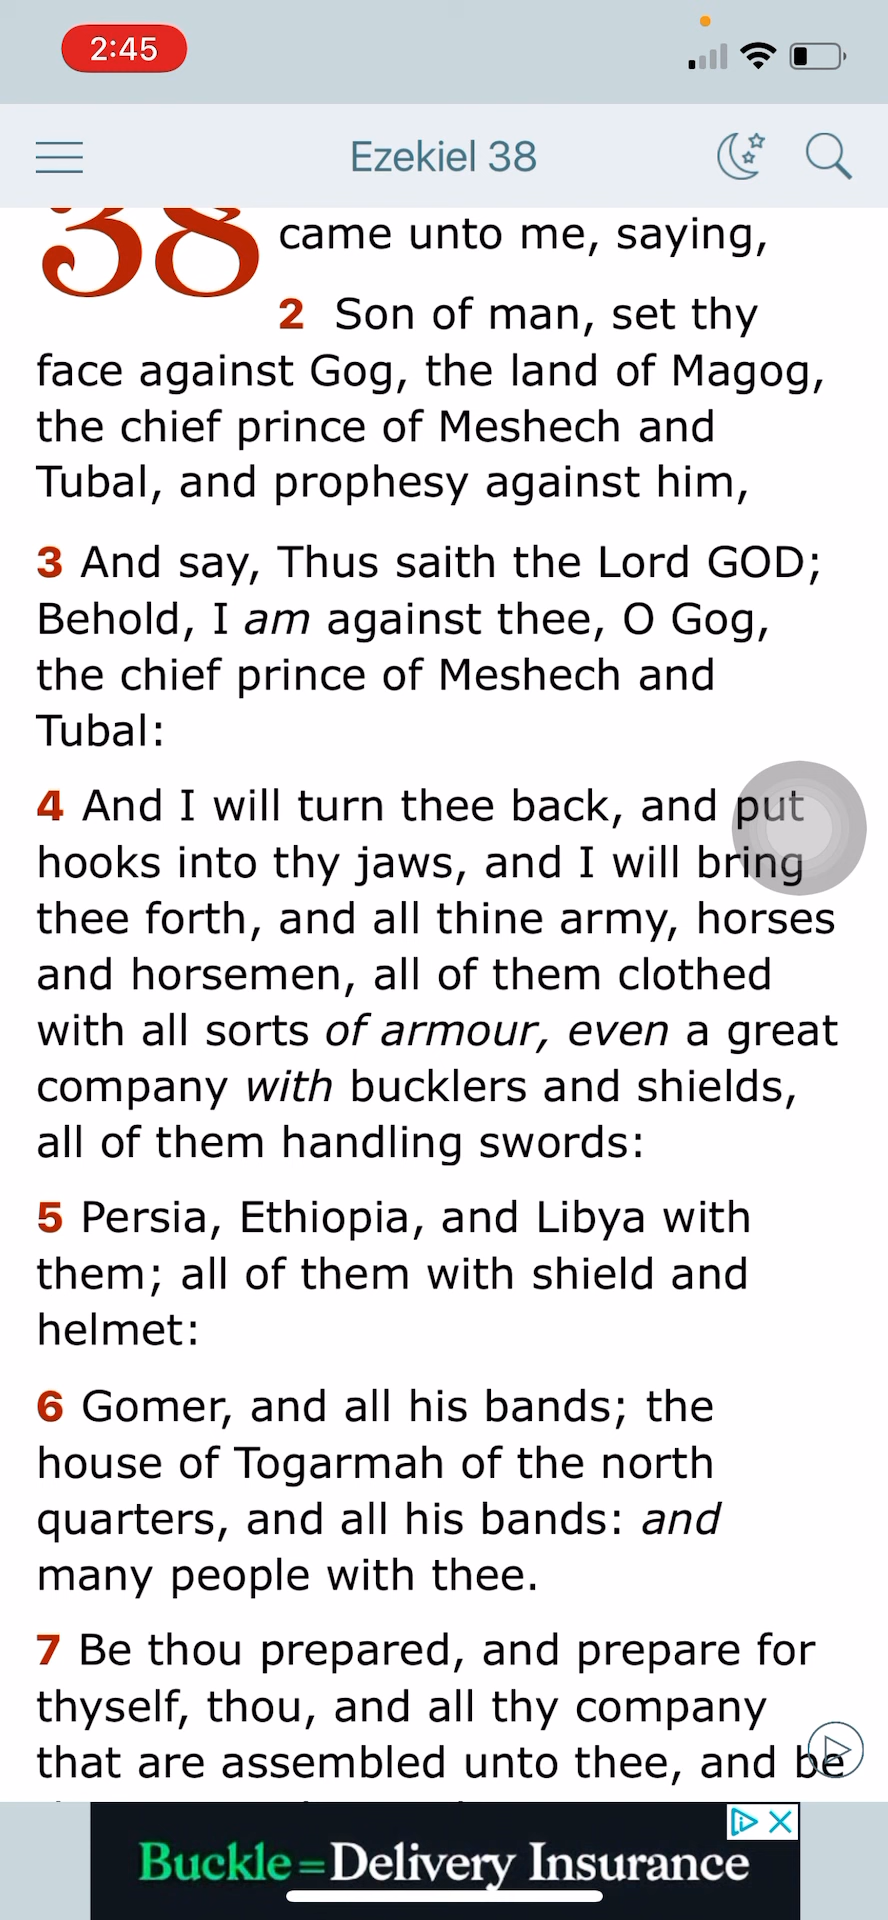 2:45
Ezekiel 38
38 came unto me, saying,
2 Son of man, set thy
face against Gog, the land of Magog,
the chief prince of Meshech and
Tubal, and prophesy against him,
3 And say, Thus saith the Lord GOD;
Behold, I am against thee, O Gog,
the chief prince of Meshech and
Tubal:
4 And I will turn thee back, and put
hooks into thy jaws, and I will bring
thee forth, and all thine army, horses
and horsemen, all of them clothed
with all sorts of armour, even a great
company with bucklers and shields,
all of them handling swords:
5 Persia, Ethiopia, and Libya with
them; all of them with shield and
helmet:
6 Gomer, and all his bands; the
house of Togarmah of the north
quarters, and all his bands: and
many people with thee.
7 Be thou prepared, and prepare for
thyself, thou, and all thy company
that are assembled unto thee, and be
Buckle=Delivery Insurance